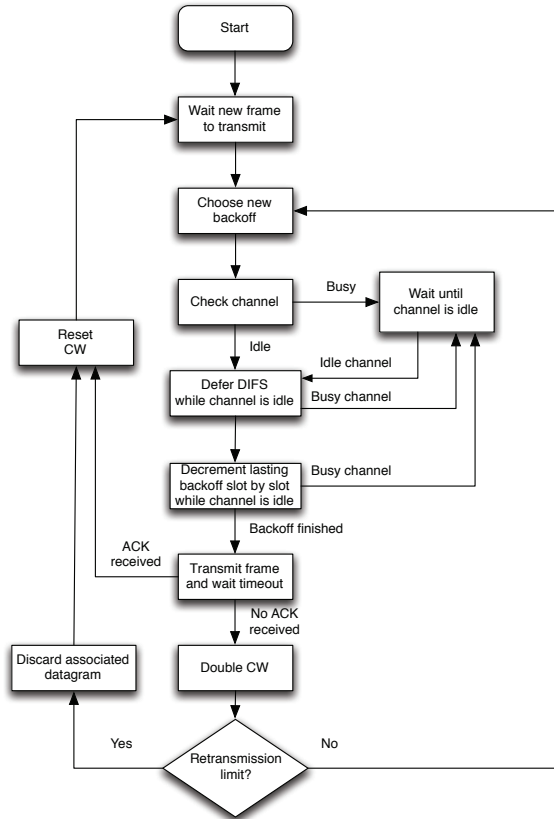 Start
Wait new frame
to transmit
Choose new
backoff
Check channel
Busy
Wait until
channel is idle
Idle
Reset
CW
Idle channel
Defer DIFS
while channel is idle
Busy channel
Decrement lasting
backoff slot by slot
while channel is idle
Busy channel
Backoff finished
ACK
received
Transmit frame
and wait timeout
No ACK
received
Discard associated
datagram
Double CW
Yes
Retransmission
limit?
No